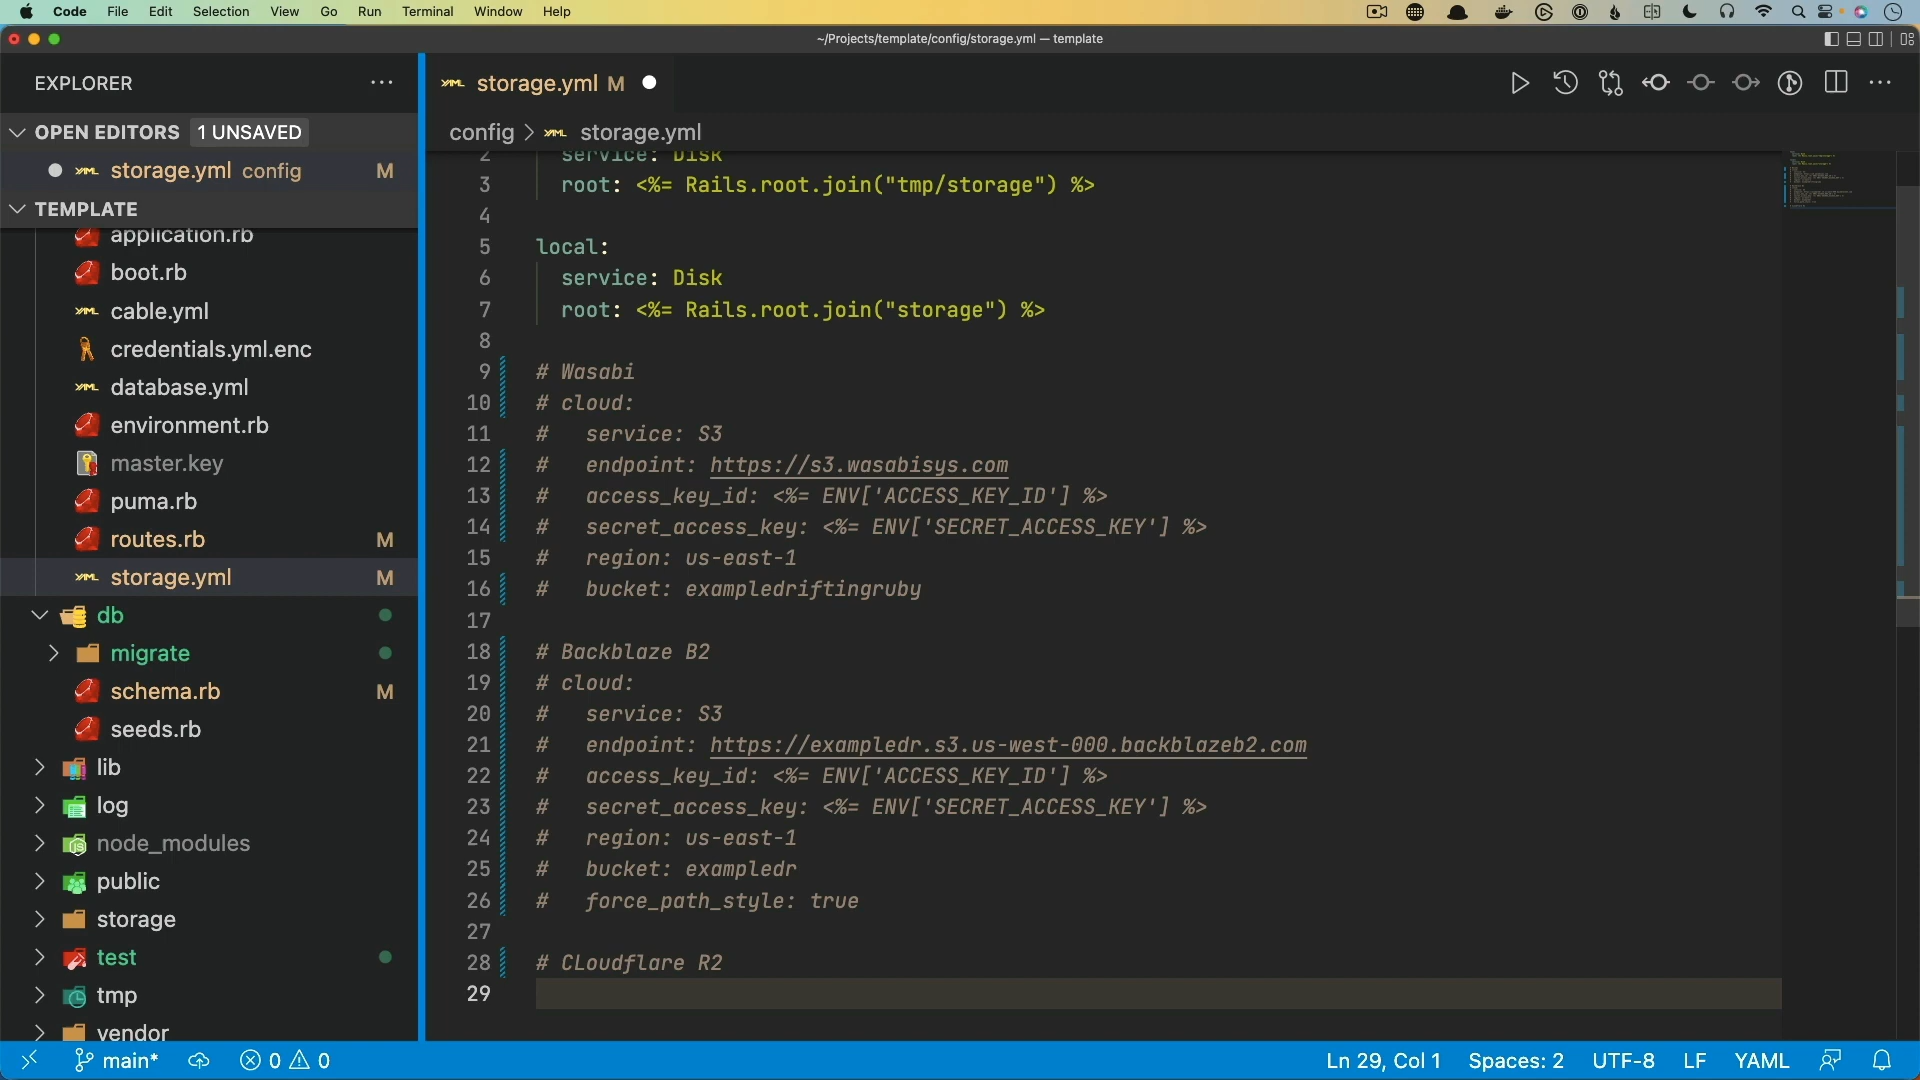 Code File Edit Selection View Go Run Terminal Window Help
~/Projects/template/config/storage.yml — template
EXPLORER
OPEN EDITORS 1 UNSAVED
storage.yml config M
TEMPLATE
application.rb
boot.rb
cable.yml
credentials.yml.enc
database.yml
environment.rb
master.key
puma.rb
routes.rb M
storage.yml M
db
migrate
schema.rb M
seeds.rb
lib
log
node_modules
public
storage
test
tmp
vendor
storage.yml M
config > storage.yml
2 service: Disk
3 root: <%= Rails.root.join("tmp/storage") %>
4
5 local:
6 service: Disk
7 root: <%= Rails.root.join("storage") %>
8
9 # Wasabi
10 # cloud:
11 #   service: S3
12 #   endpoint: https://s3.wasabisys.com
13 #   access_key_id: <%= ENV['ACCESS_KEY_ID'] %>
14 #   secret_access_key: <%= ENV['SECRET_ACCESS_KEY'] %>
15 #   region: us-east-1
16 #   bucket: exampledriftingruby
17
18 # Backblaze B2
19 # cloud:
20 #   service: S3
21 #   endpoint: https://exampledr.s3.us-west-000.backblazeb2.com
22 #   access_key_id: <%= ENV['ACCESS_KEY_ID'] %>
23 #   secret_access_key: <%= ENV['SECRET_ACCESS_KEY'] %>
24 #   region: us-east-1
25 #   bucket: exampledr
26 #   force_path_style: true
27
28 # CLoudflare R2
29
main* 0 0 Ln 29, Col 1 Spaces: 2 UTF-8 LF YAML